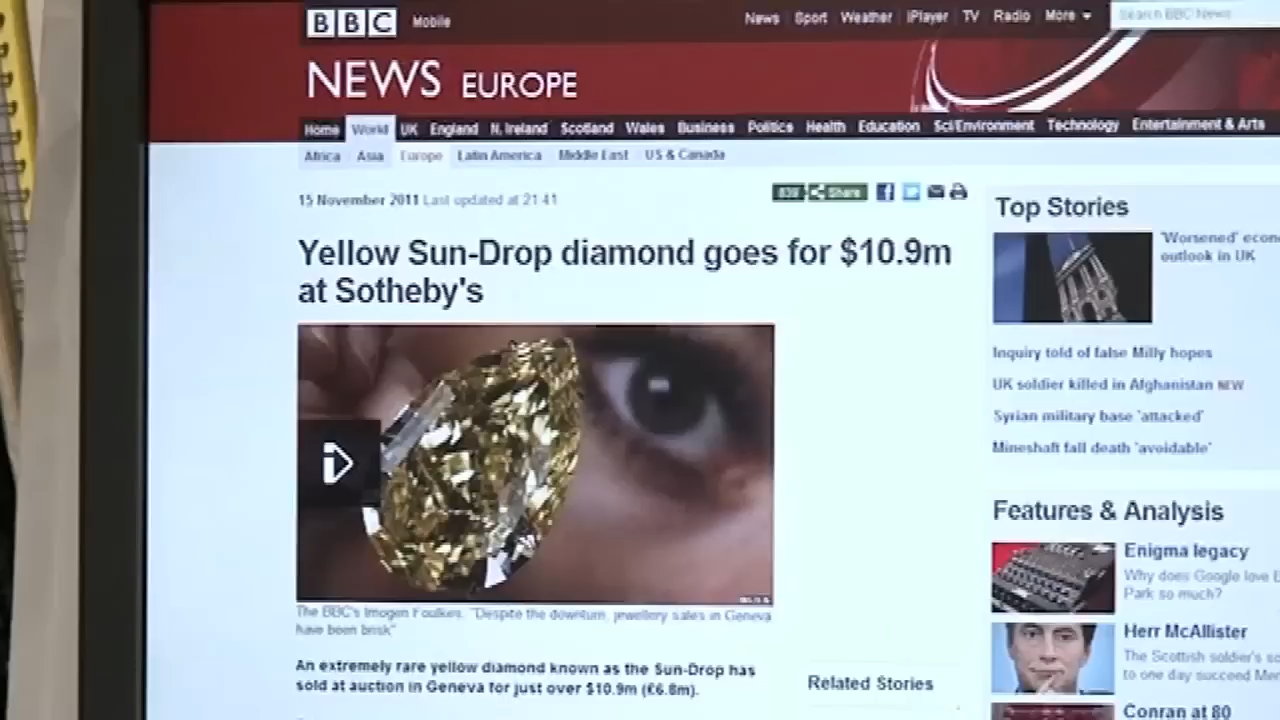 BBC Mobile News Sport Weather iPlayer TV Radio More Search BBC News
NEWS EUROPE
Home World UK England N. Ireland Scotland Wales Business Politics Health Education Sci/Environment Technology Entertainment & Arts
Africa Asia Europe Latin America Middle East US & Canada
15 November 2011 Last updated at 21:41
Share
Yellow Sun-Drop diamond goes for $10.9m
at Sotheby's
The BBC's Imogen Foulkes: "Despite the downturn, jewellery sales in Geneva
have been brisk"
An extremely rare yellow diamond known as the Sun-Drop has
sold at auction in Geneva for just over $10.9m (£6.8m).
Related Stories
Top Stories
'Worsened' econ
outlook in UK
Inquiry told of false Milly hopes
UK soldier killed in Afghanistan NEW
Syrian military base 'attacked'
Mineshaft fall death 'avoidable'
Features & Analysis
Enigma legacy
Why does Google love B
Park so much?
Herr McAllister
The Scottish soldier's so
to one day succeed Mer
Conran at 80